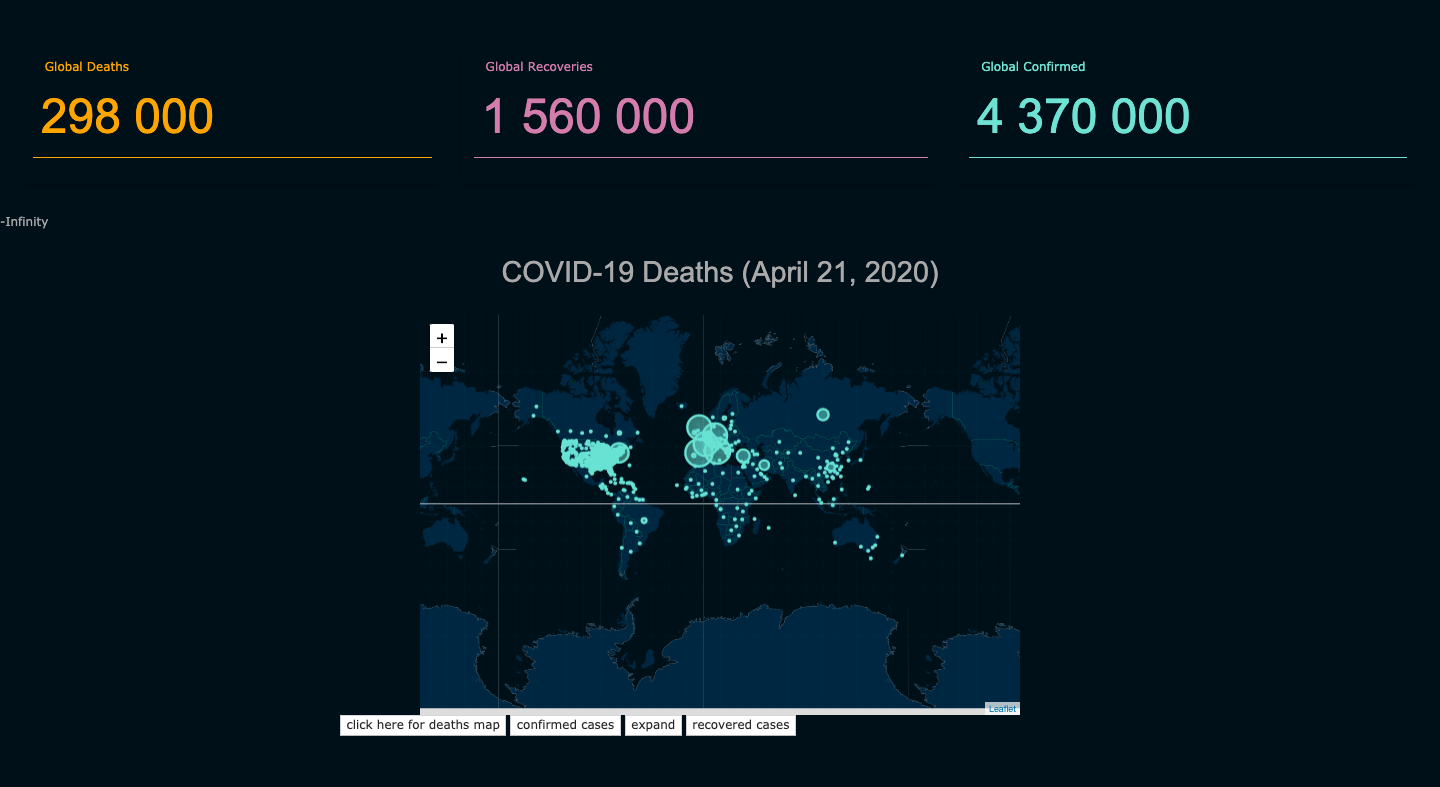 Global Deaths
298 000
Global Recoveries
1 560 000
Global Confirmed
4 370 000
-Infinity
COVID-19 Deaths (April 21, 2020)
+
−
Leaflet
click here for deaths map
confirmed cases
expand
recovered cases